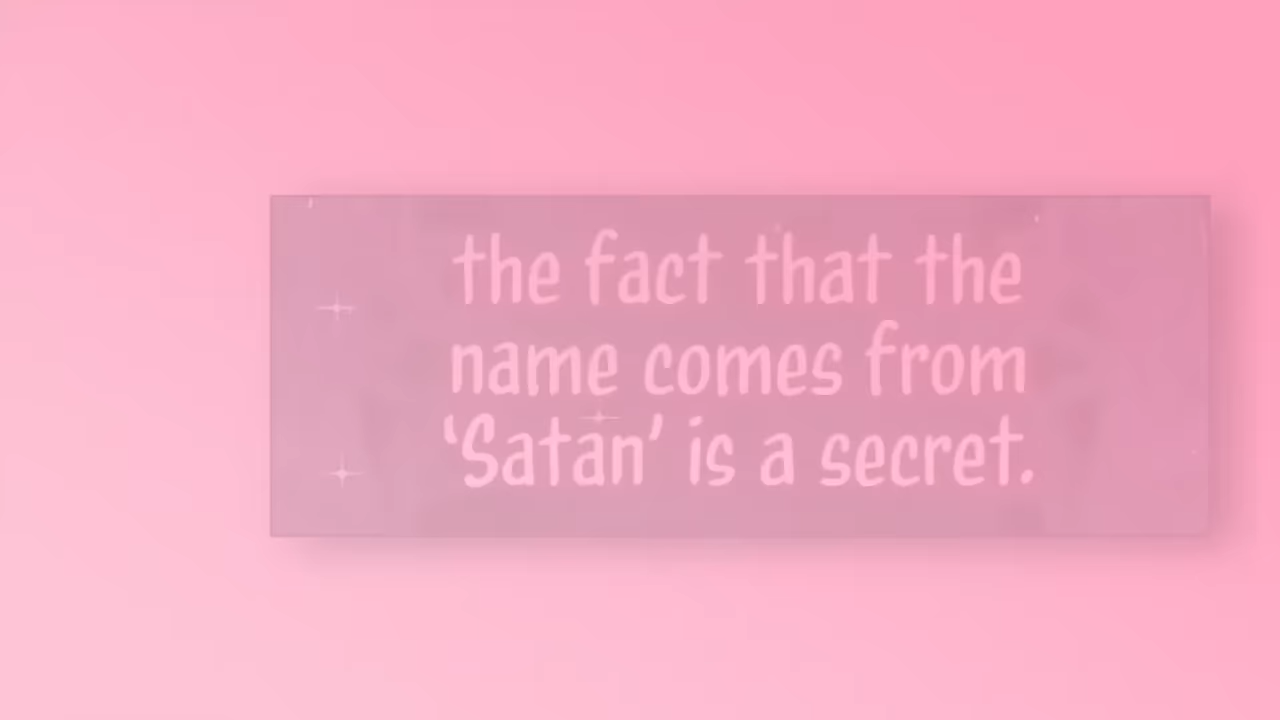 the fact that the
name comes from
‘Satan’ is a secret.